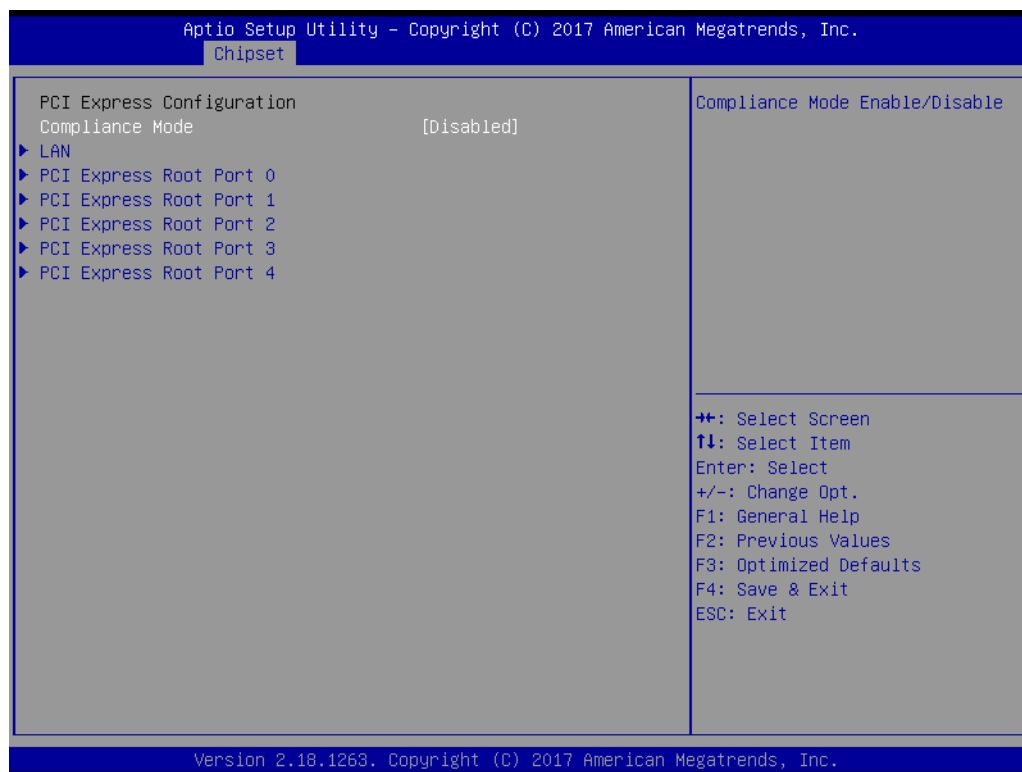 Aptio Setup Utility – Copyright (C) 2017 American Megatrends, Inc.
Chipset
PCI Express Configuration
Compliance Mode [Disabled]
▶ LAN
▶ PCI Express Root Port 0
▶ PCI Express Root Port 1
▶ PCI Express Root Port 2
▶ PCI Express Root Port 3
▶ PCI Express Root Port 4
Compliance Mode Enable/Disable
→←: Select Screen
↑↓: Select Item
Enter: Select
+/-: Change Opt.
F1: General Help
F2: Previous Values
F3: Optimized Defaults
F4: Save & Exit
ESC: Exit
Version 2.18.1263. Copyright (C) 2017 American Megatrends, Inc.